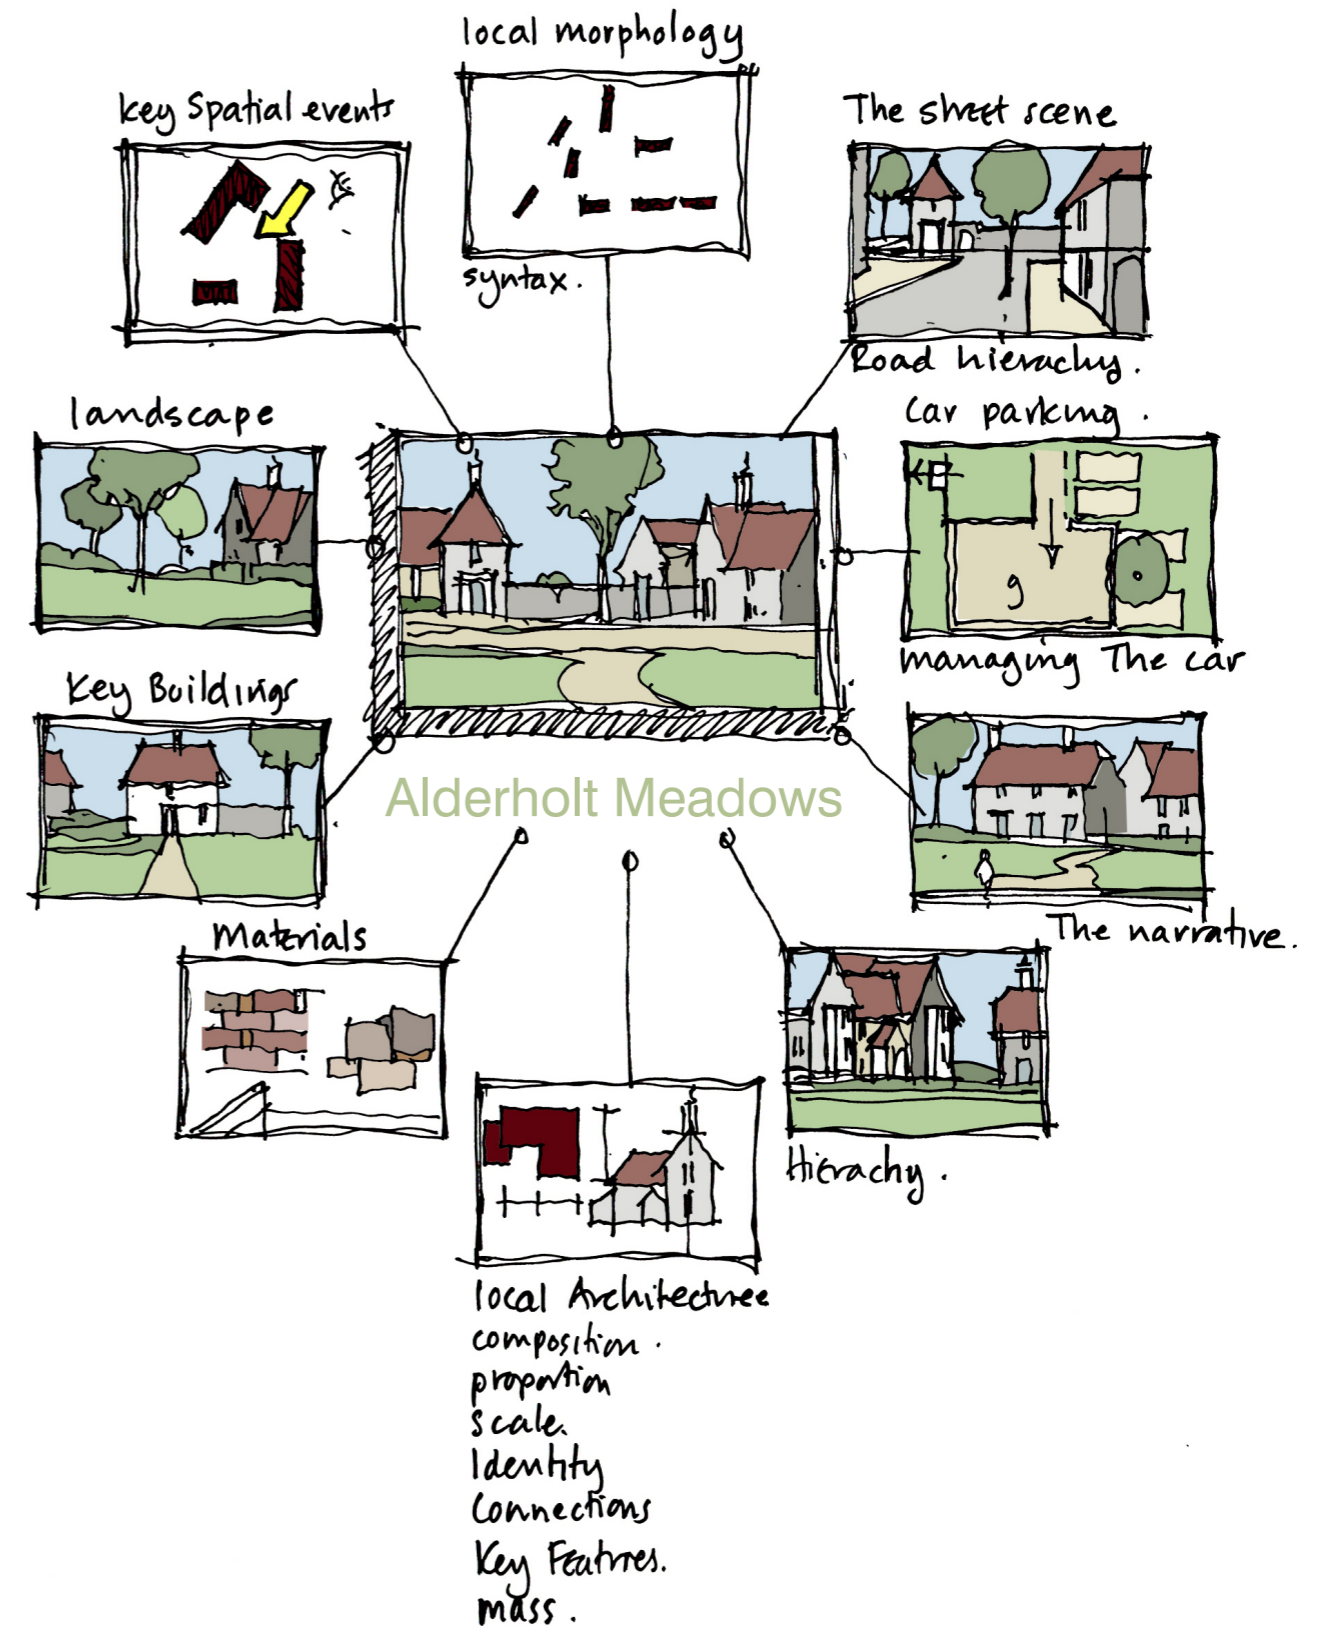 local morphology
key Spatial events
The street scene
syntax.
Road hierachy.
landscape
Car parking.
g
managing The car
Key Buildings
Alderholt Meadows
The narrative.
Materials
Hierachy.
local Architecturee
composition.
proportion
scale.
Identity
Connections
Key Features.
mass.